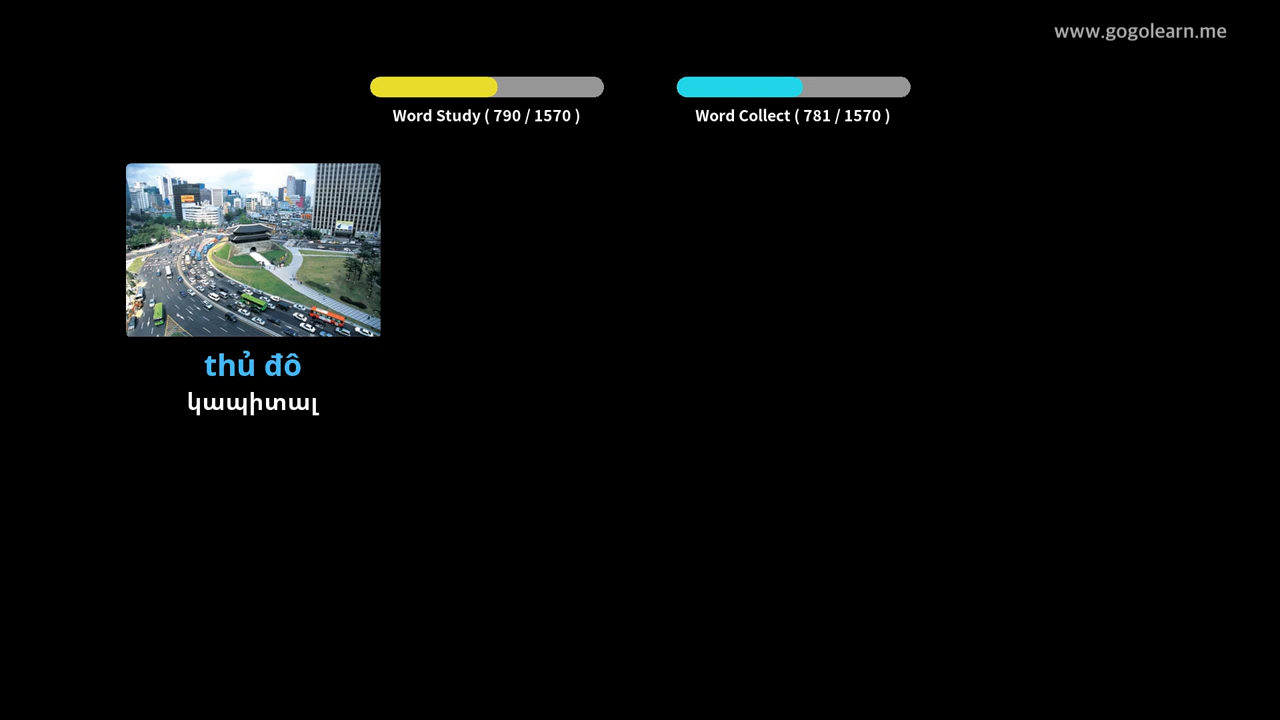 www.gogolearn.me
Word Study ( 790 / 1570 )
Word Collect ( 781 / 1570 )
thủ đô
կապիտալ